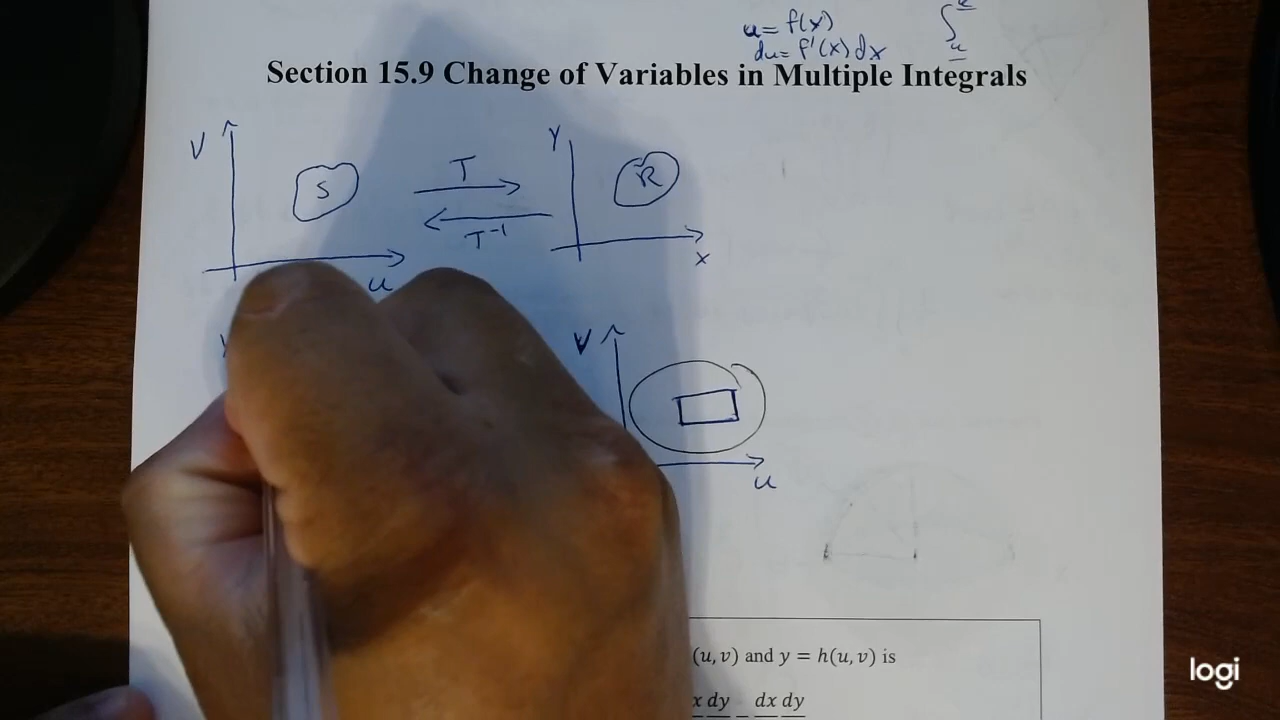 u = f(x)
du = f'(x) dx
∫
u
Section 15.9 Change of Variables in Multiple Integrals
V
S
u
T
T⁻¹
Y
R
x
V
u
(u, v) and y = h(u, v) is
x dy dx dy
logi